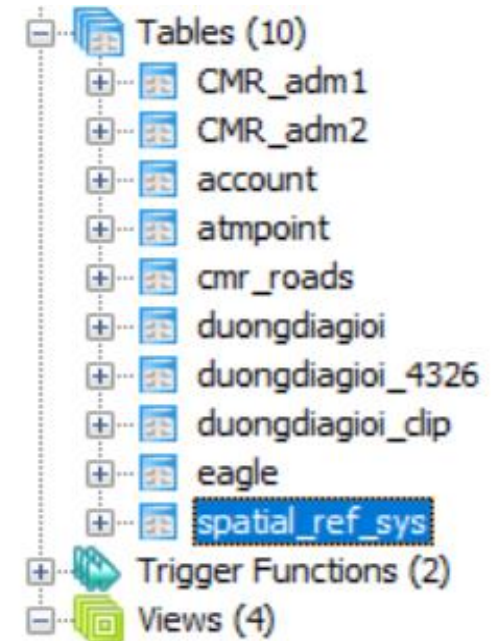 Tables (10)
CMR_adm1
CMR_adm2
account
atmpoint
cmr_roads
duongdiagioi
duongdiagioi_4326
duongdiagioi_clip
eagle
spatial_ref_sys
Trigger Functions (2)
Views (4)